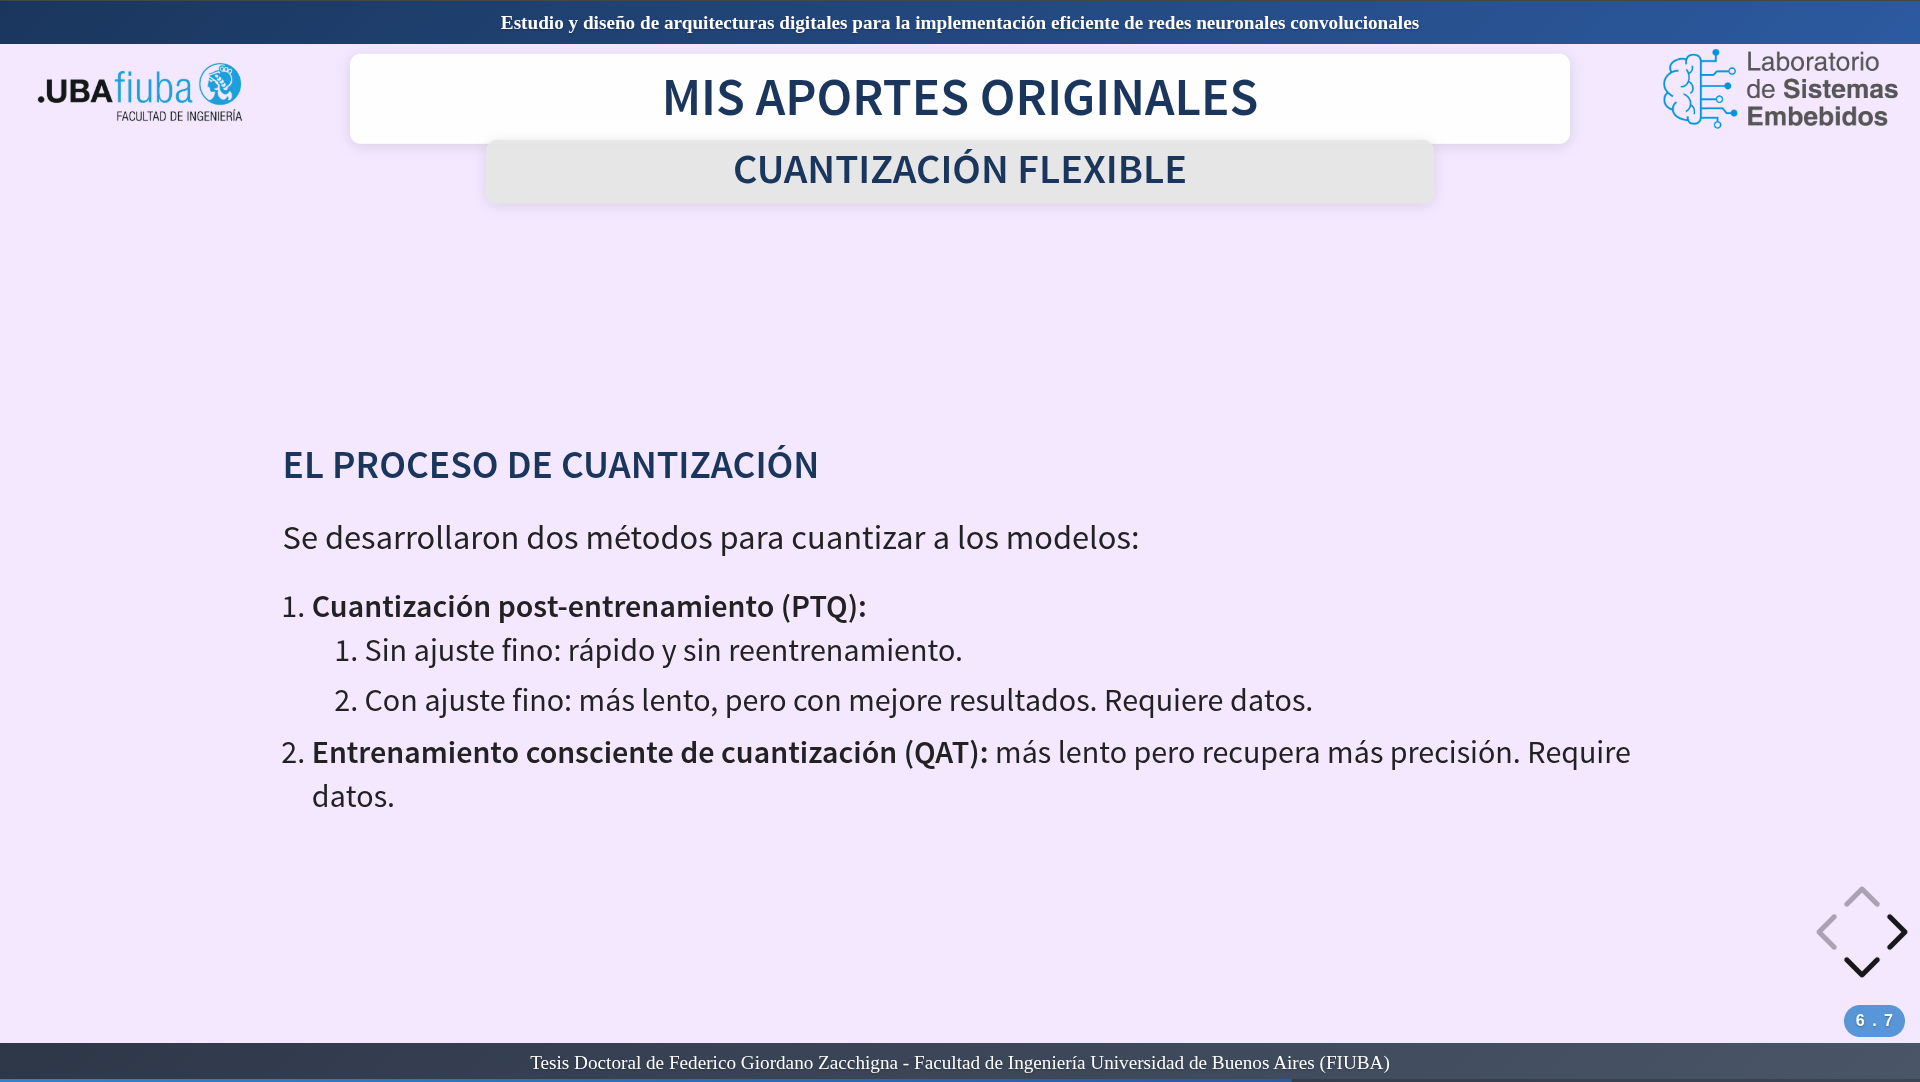 Estudio y diseño de arquitecturas digitales para la implementación eficiente de redes neuronales convolucionales
.UBAfiuba
FACULTAD DE INGENIERÍA
MIS APORTES ORIGINALES
Laboratorio
de Sistemas
Embebidos
CUANTIZACIÓN FLEXIBLE
EL PROCESO DE CUANTIZACIÓN
Se desarrollaron dos métodos para cuantizar a los modelos:
1. Cuantización post-entrenamiento (PTQ):
1. Sin ajuste fino: rápido y sin reentrenamiento.
2. Con ajuste fino: más lento, pero con mejore resultados. Requiere datos.
2. Entrenamiento consciente de cuantización (QAT): más lento pero recupera más precisión. Require
datos.
6 . 7
Tesis Doctoral de Federico Giordano Zacchigna - Facultad de Ingeniería Universidad de Buenos Aires (FIUBA)